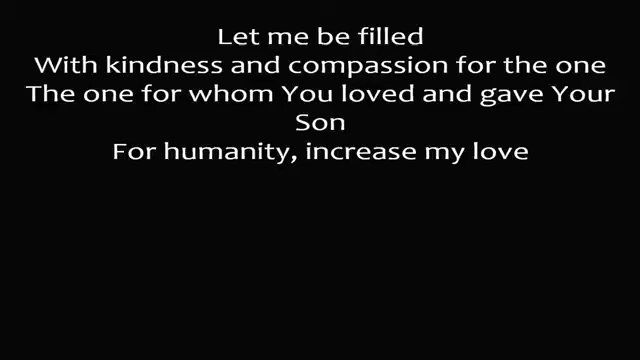 Let me be filled
With kindness and compassion for the one
The one for whom You loved and gave Your
Son
For humanity, increase my love